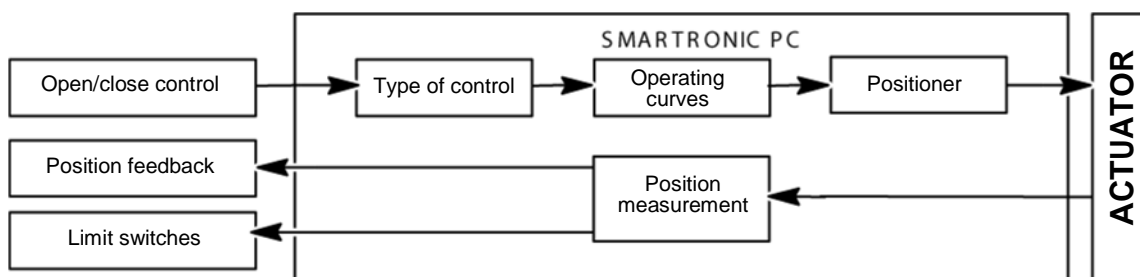 SMARTRONIC PC
Open/close control
Type of control
Operating
curves
Positioner
ACTUATOR
Position feedback
Position
measurement
Limit switches